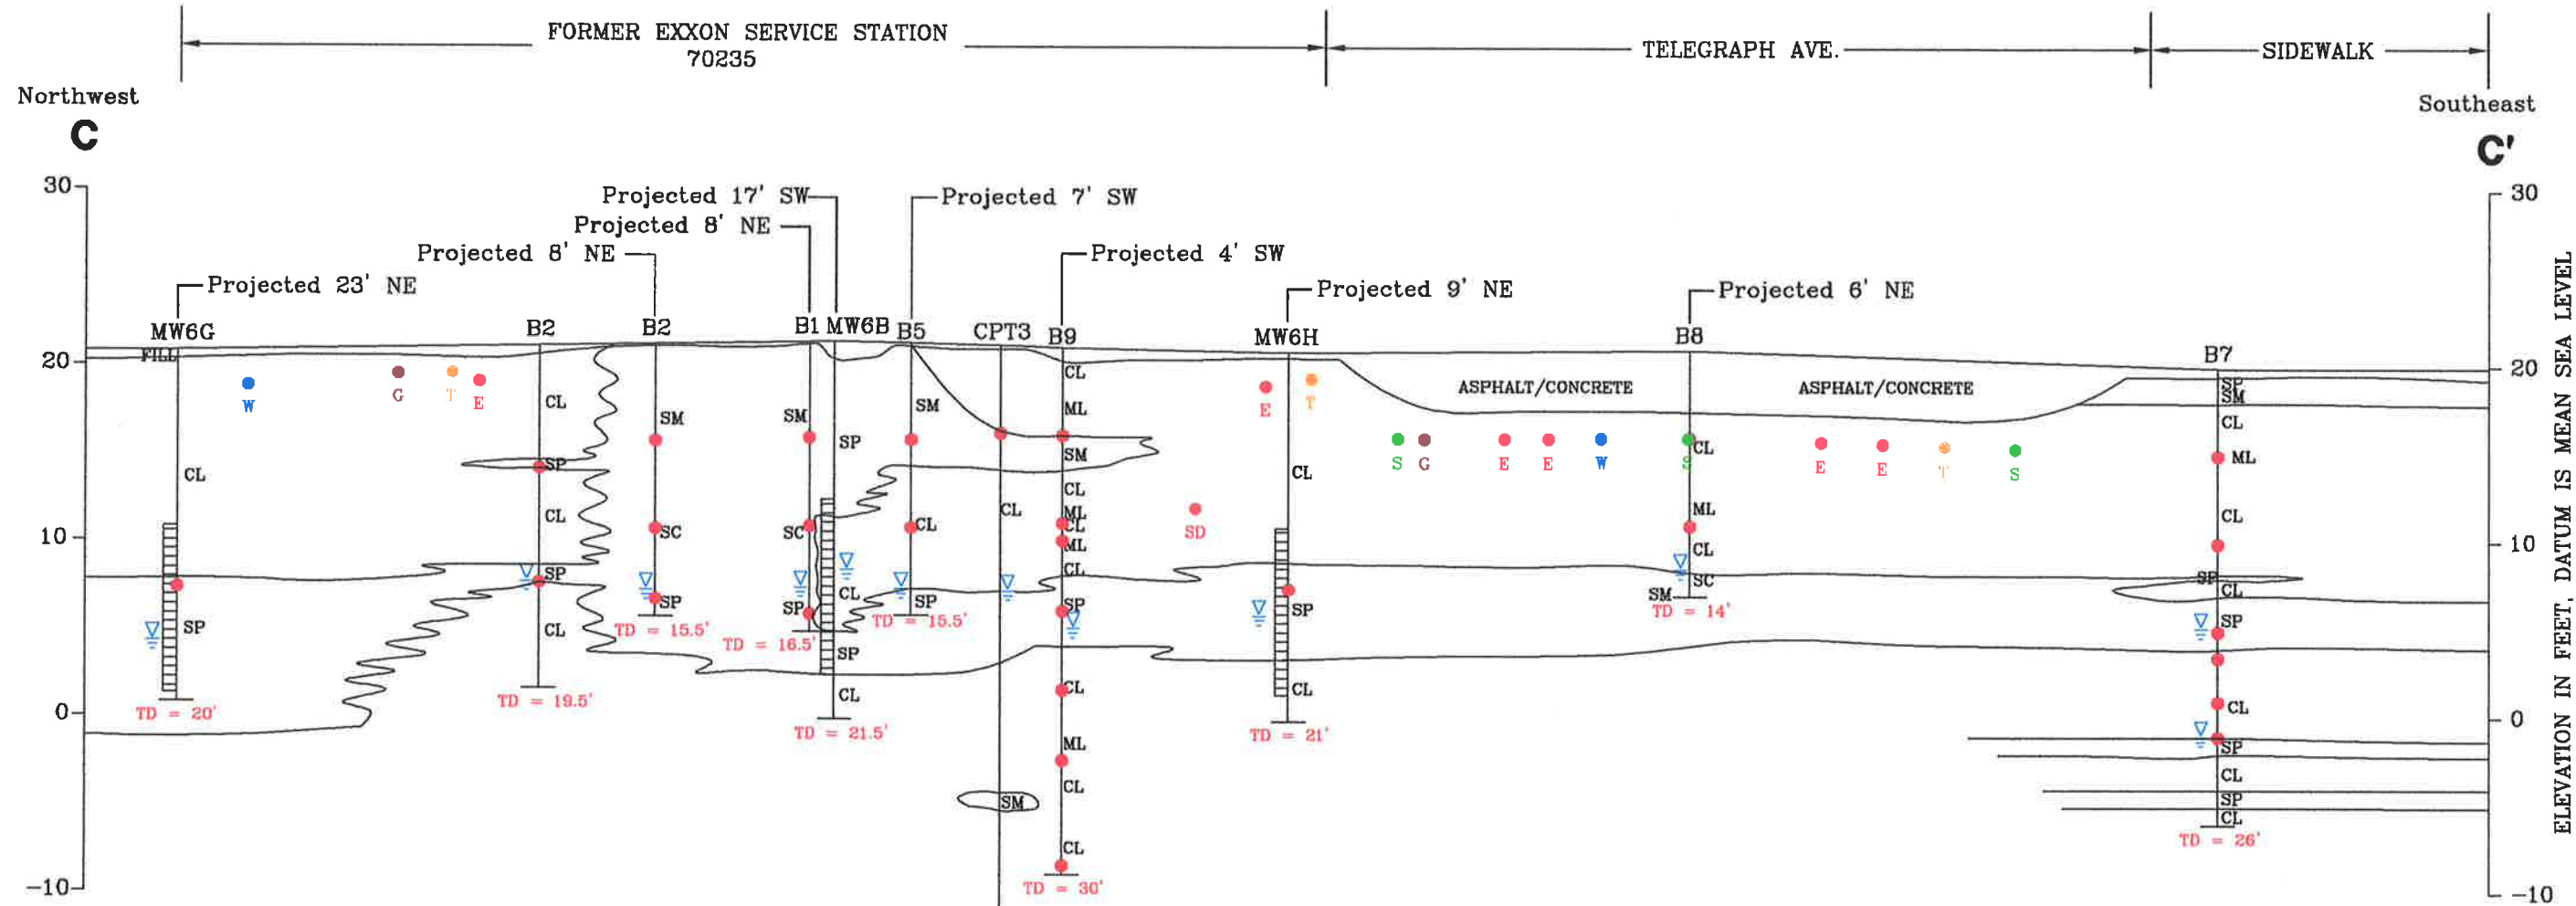 FORMER EXXON SERVICE STATION
70235
TELEGRAPH AVE.
SIDEWALK
Northwest
Southeast
C
C'
30
30
Projected 17' SW
Projected 7' SW
Projected 8' NE
Projected 8' NE
Projected 4' SW
Projected 23' NE
Projected 9' NE
Projected 6' NE
MW6G
B2
B2
B1
MW6B
B5
CPT3
B9
MW6H
B8
B7
FILL
20
20
W
G
T
E
E
T
ASPHALT/CONCRETE
ASPHALT/CONCRETE
S
G
E
E
W
S
E
E
T
S
SD
CL
SP
TD = 20'
CL
SP
CL
SP
CL
TD = 19.5'
SM
SC
SP
TD = 15.5'
SM
SC
SP
TD = 16.5'
SP
CL
SP
CL
TD = 21.5'
SM
CL
SP
TD = 15.5'
CL
SM
CL
ML
SM
CL
ML
CL
ML
CL
SP
CL
ML
CL
CL
TD = 30'
CL
SP
CL
TD = 21'
CL
ML
CL
SC
SM
TD = 14'
SP
SM
CL
ML
CL
SP
CL
SP
CL
SP
CL
SP
CL
TD = 26'
10
10
0
0
-10
-10
ELEVATION IN FEET, DATUM IS MEAN SEA LEVEL